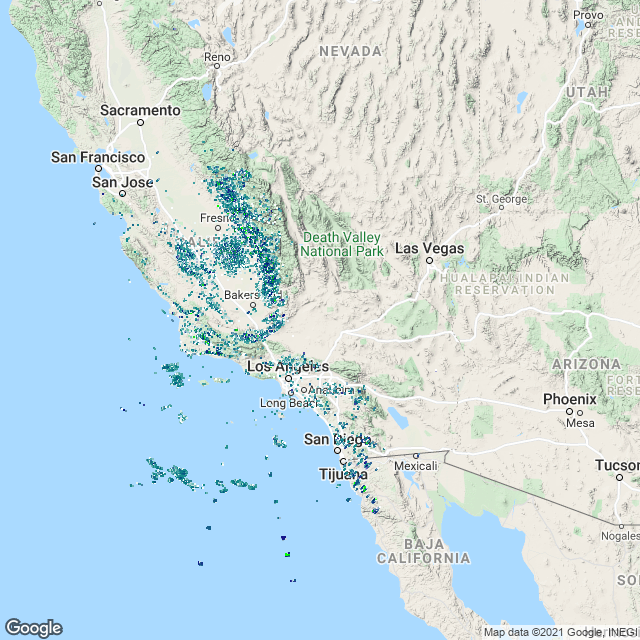 Provo
NEVADA
Reno
UTAH
Sacramento
San Francisco
San Jose
St. George
Fresno
Death Valley
National Park
Las Vegas
HUALAPAI INDIAN
RESERVATION
Bakers
ARIZONA
Los Angeles
Anaheim
Long Beach
Phoenix
Mesa
San Diego
Mexicali
Tijuana
Tucson
Nogales
BAJA
CALIFORNIA
SO
Google
Map data ©2021 Google, INEGI